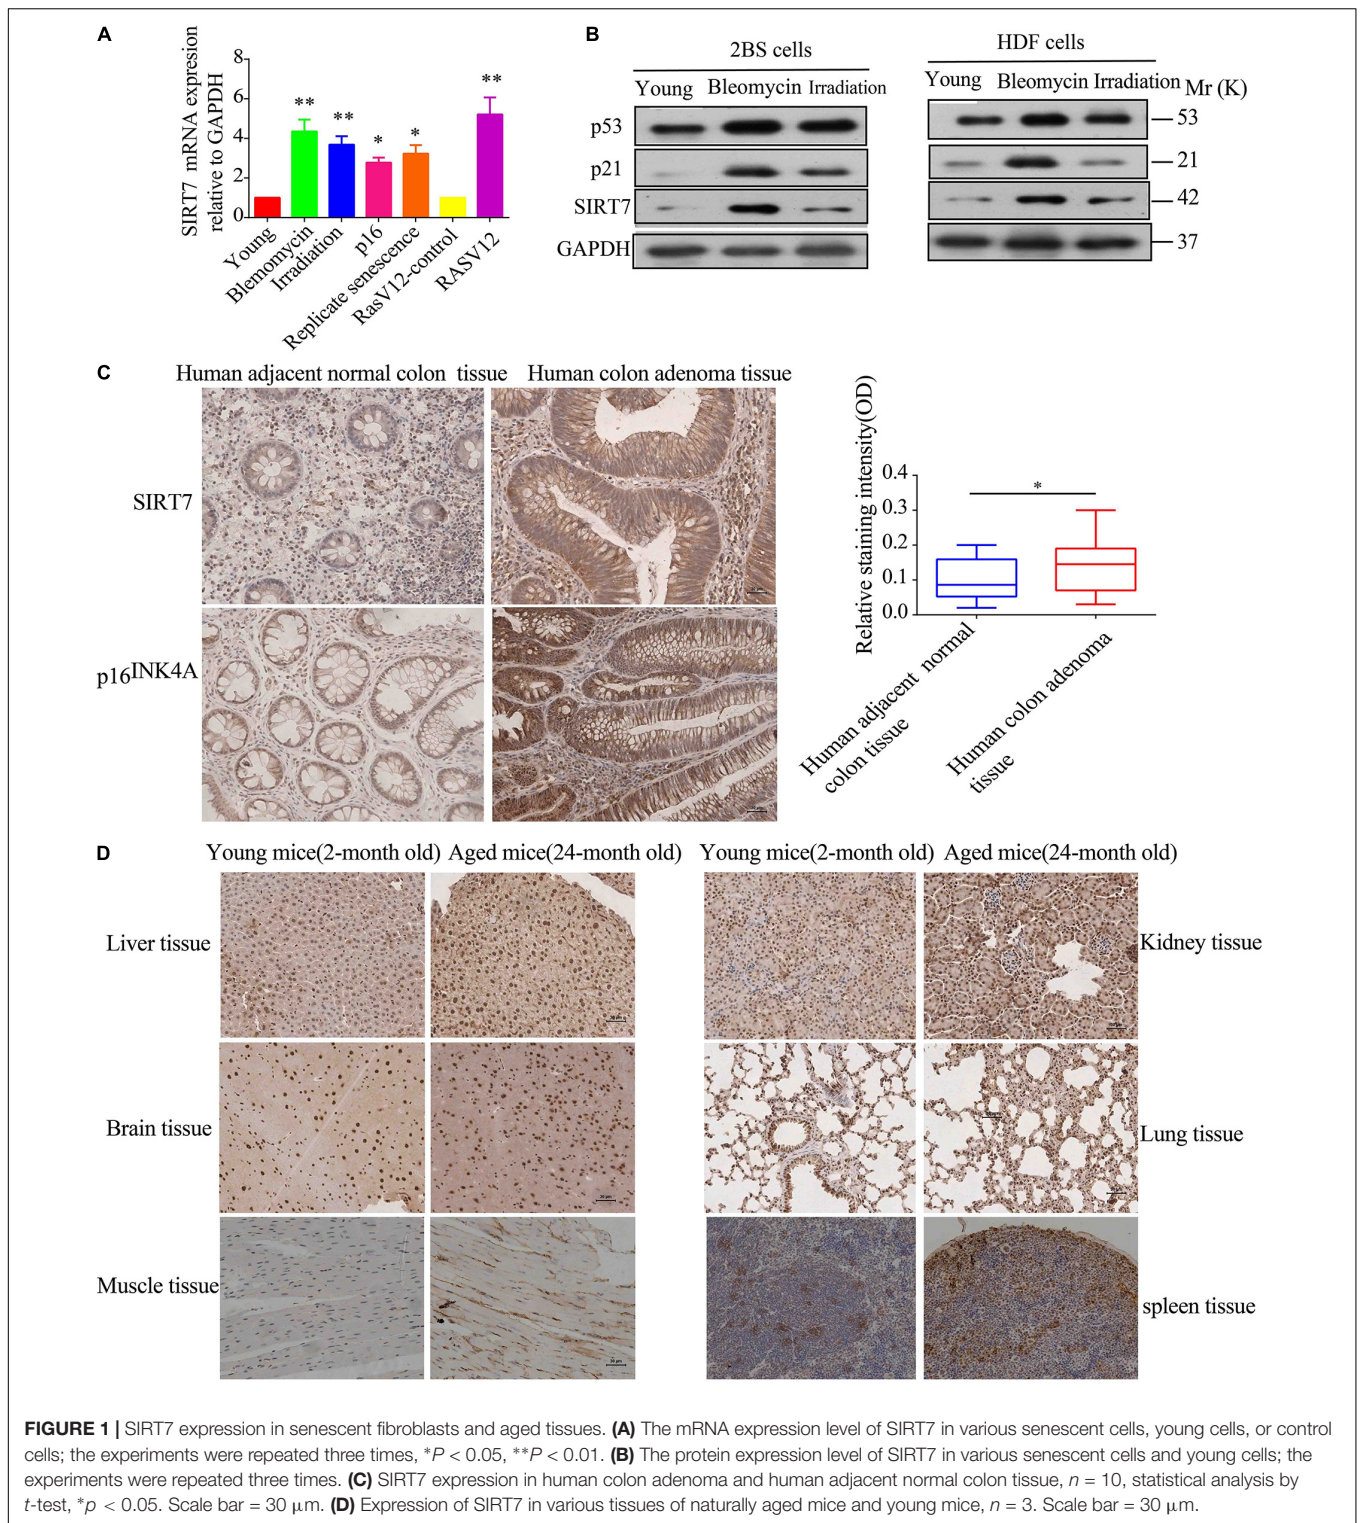 A
SIRT7 mRNA expresion
relative to GAPDH
8
6
4
2
0
**
**
*
*
**
Young
Blemomycin
Irradiation
p16
Replicate senescence
RasV12-control
RASV12
B
2BS cells
HDF cells
Young Bleomycin Irradiation
Young Bleomycin Irradiation Mr (K)
p53
53
p21
21
SIRT7
42
GAPDH
37
C
Human adjacent normal colon tissue
Human colon adenoma tissue
SIRT7
p16INK4A
Relative staining intensity(OD)
0.4
0.3
0.2
0.1
0.0
*
Human adjacent normal
colon tissue
Human colon adenoma
tissue
D
Young mice(2-month old) Aged mice(24-month old)
Young mice(2-month old) Aged mice(24-month old)
Liver tissue
Kidney tissue
Brain tissue
Lung tissue
Muscle tissue
spleen tissue
FIGURE 1 | SIRT7 expression in senescent fibroblasts and aged tissues. (A) The mRNA expression level of SIRT7 in various senescent cells, young cells, or control
cells; the experiments were repeated three times, *P < 0.05, **P < 0.01. (B) The protein expression level of SIRT7 in various senescent cells and young cells; the
experiments were repeated three times. (C) SIRT7 expression in human colon adenoma and human adjacent normal colon tissue, n = 10, statistical analysis by
t-test, *p < 0.05. Scale bar = 30 μm. (D) Expression of SIRT7 in various tissues of naturally aged mice and young mice, n = 3. Scale bar = 30 μm.